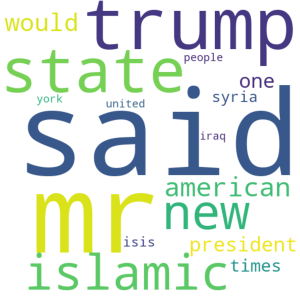 would trump
state people
one
york united syria
said
iraq
mr american
new
isis president
islamic times